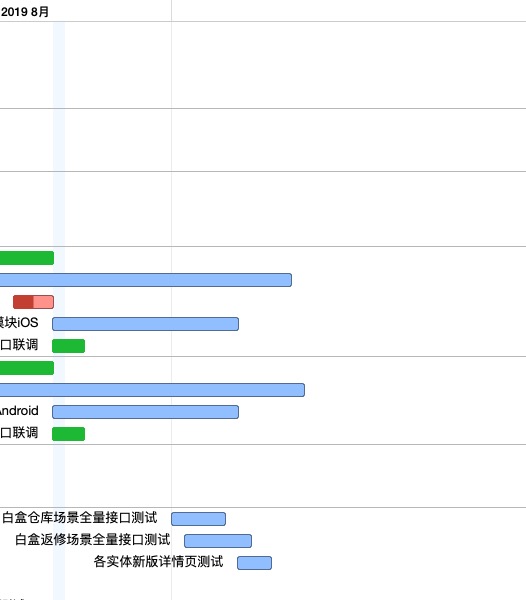 2019 8月
块iOS
口联调
Android
口联调
白盒仓库场景全量接口测试
白盒返修场景全量接口测试
各实体新版详情页测试